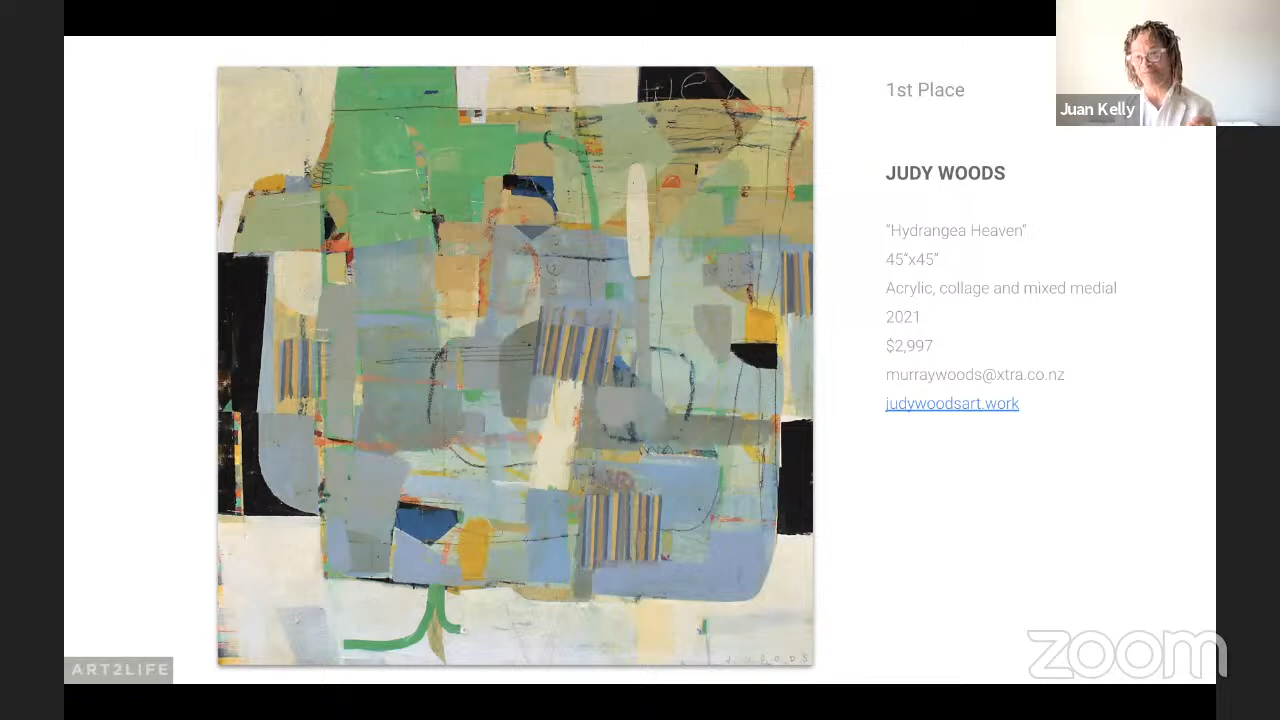 1st Place
Juan Kelly
JUDY WOODS
"Hydrangea Heaven"
45"x45"
Acrylic, collage and mixed medial
2021
$2,997
murraywoods@xtra.co.nz
judywoodsart.work
J. WOODS
ART2LIFE
zoom